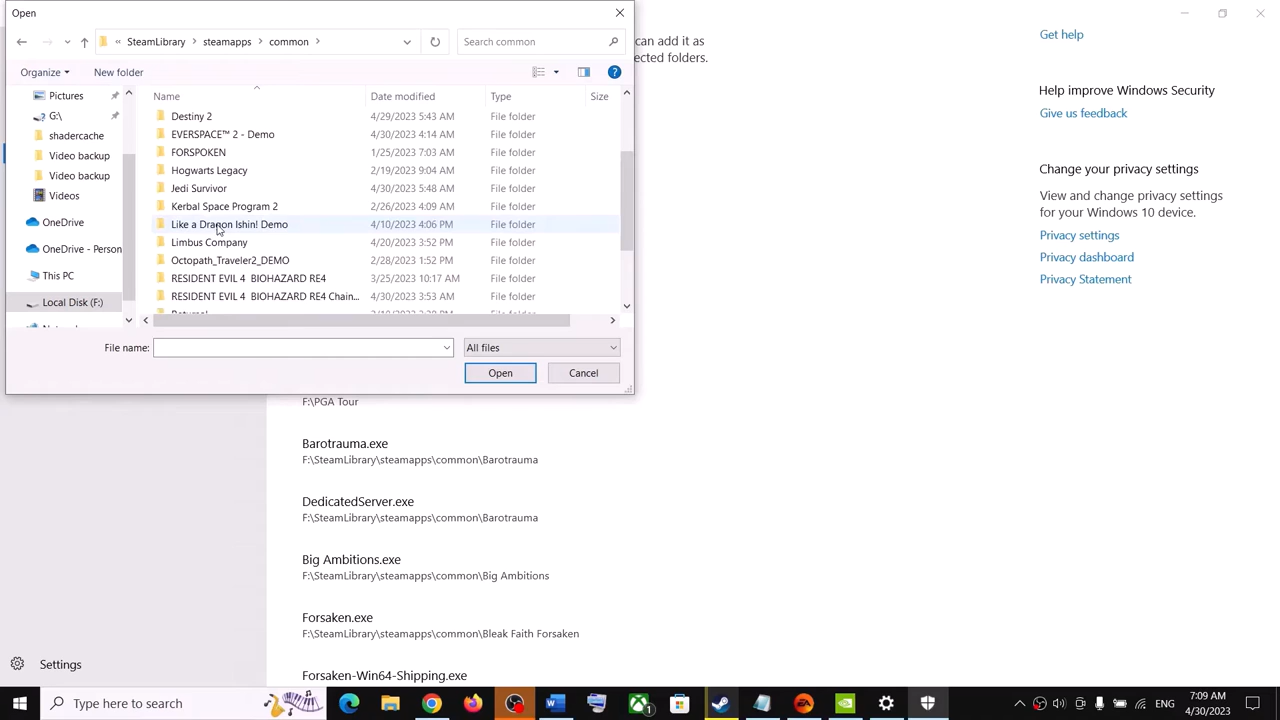 Open
« SteamLibrary › steamapps › common ›
Search common
Organize
New folder
?
Pictures
G:\
shadercache
Video backup
Video backup
Videos
OneDrive
OneDrive - Person
This PC
Local Disk (F:)
Name
Date modified
Type
Size
Destiny 2 4/29/2023 5:43 AM File folder
EVERSPACE™ 2 - Demo 4/30/2023 4:14 AM File folder
FORSPOKEN 1/25/2023 7:03 AM File folder
Hogwarts Legacy 2/19/2023 9:04 AM File folder
Jedi Survivor 4/30/2023 5:48 AM File folder
Kerbal Space Program 2 2/26/2023 4:09 AM File folder
Like a Dragon Ishin! Demo 4/10/2023 4:06 PM File folder
Limbus Company 4/20/2023 3:52 PM File folder
Octopath_Traveler2_DEMO 2/28/2023 1:52 PM File folder
RESIDENT EVIL 4 BIOHAZARD RE4 3/25/2023 10:17 AM File folder
RESIDENT EVIL 4 BIOHAZARD RE4 Chain... 4/30/2023 3:53 AM File folder
File name:
All files
Open
Cancel
can add it as
ected folders.
F:\PGA Tour
Barotrauma.exe
F:\SteamLibrary\steamapps\common\Barotrauma
DedicatedServer.exe
F:\SteamLibrary\steamapps\common\Barotrauma
Big Ambitions.exe
F:\SteamLibrary\steamapps\common\Big Ambitions
Forsaken.exe
F:\SteamLibrary\steamapps\common\Bleak Faith Forsaken
Forsaken-Win64-Shipping.exe
Get help
Help improve Windows Security
Give us feedback
Change your privacy settings
View and change privacy settings
for your Windows 10 device.
Privacy settings
Privacy dashboard
Privacy Statement
Settings
Type here to search
1
ENG
7:09 AM
4/30/2023